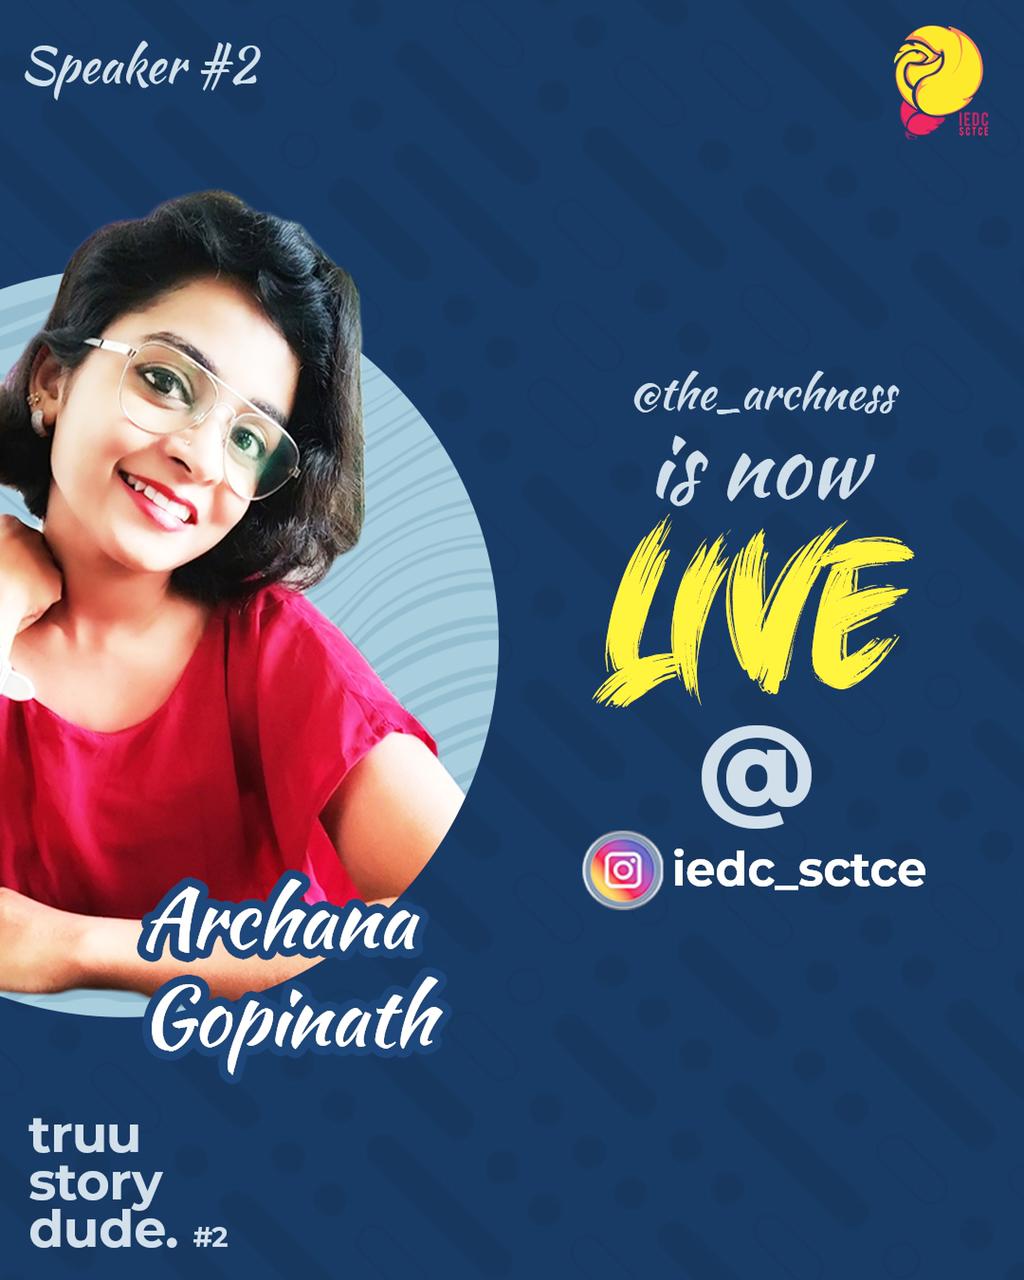 Speaker #2
IEDC
SCTCE
@the_archness
is now
LIVE
@
iedc_sctce
Archana
Gopinath
truu
story
dude. #2